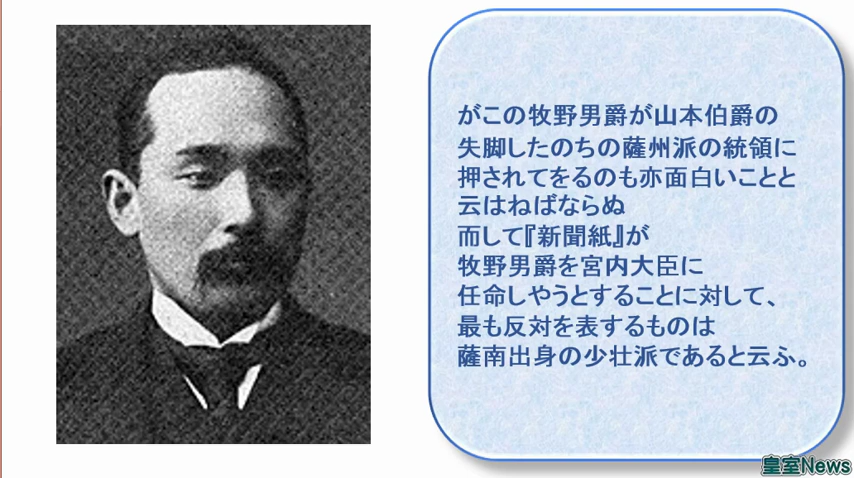 がこの牧野男爵が山本伯爵の
失脚したのちの薩州派の統領に
押されてをるのも亦面白いことと
云はねばならぬ
而して『新聞紙』が
牧野男爵を宮内大臣に
任命しやうとすることに対して、
最も反対を表するものは
薩南出身の少壮派であると云ふ。
皇室News